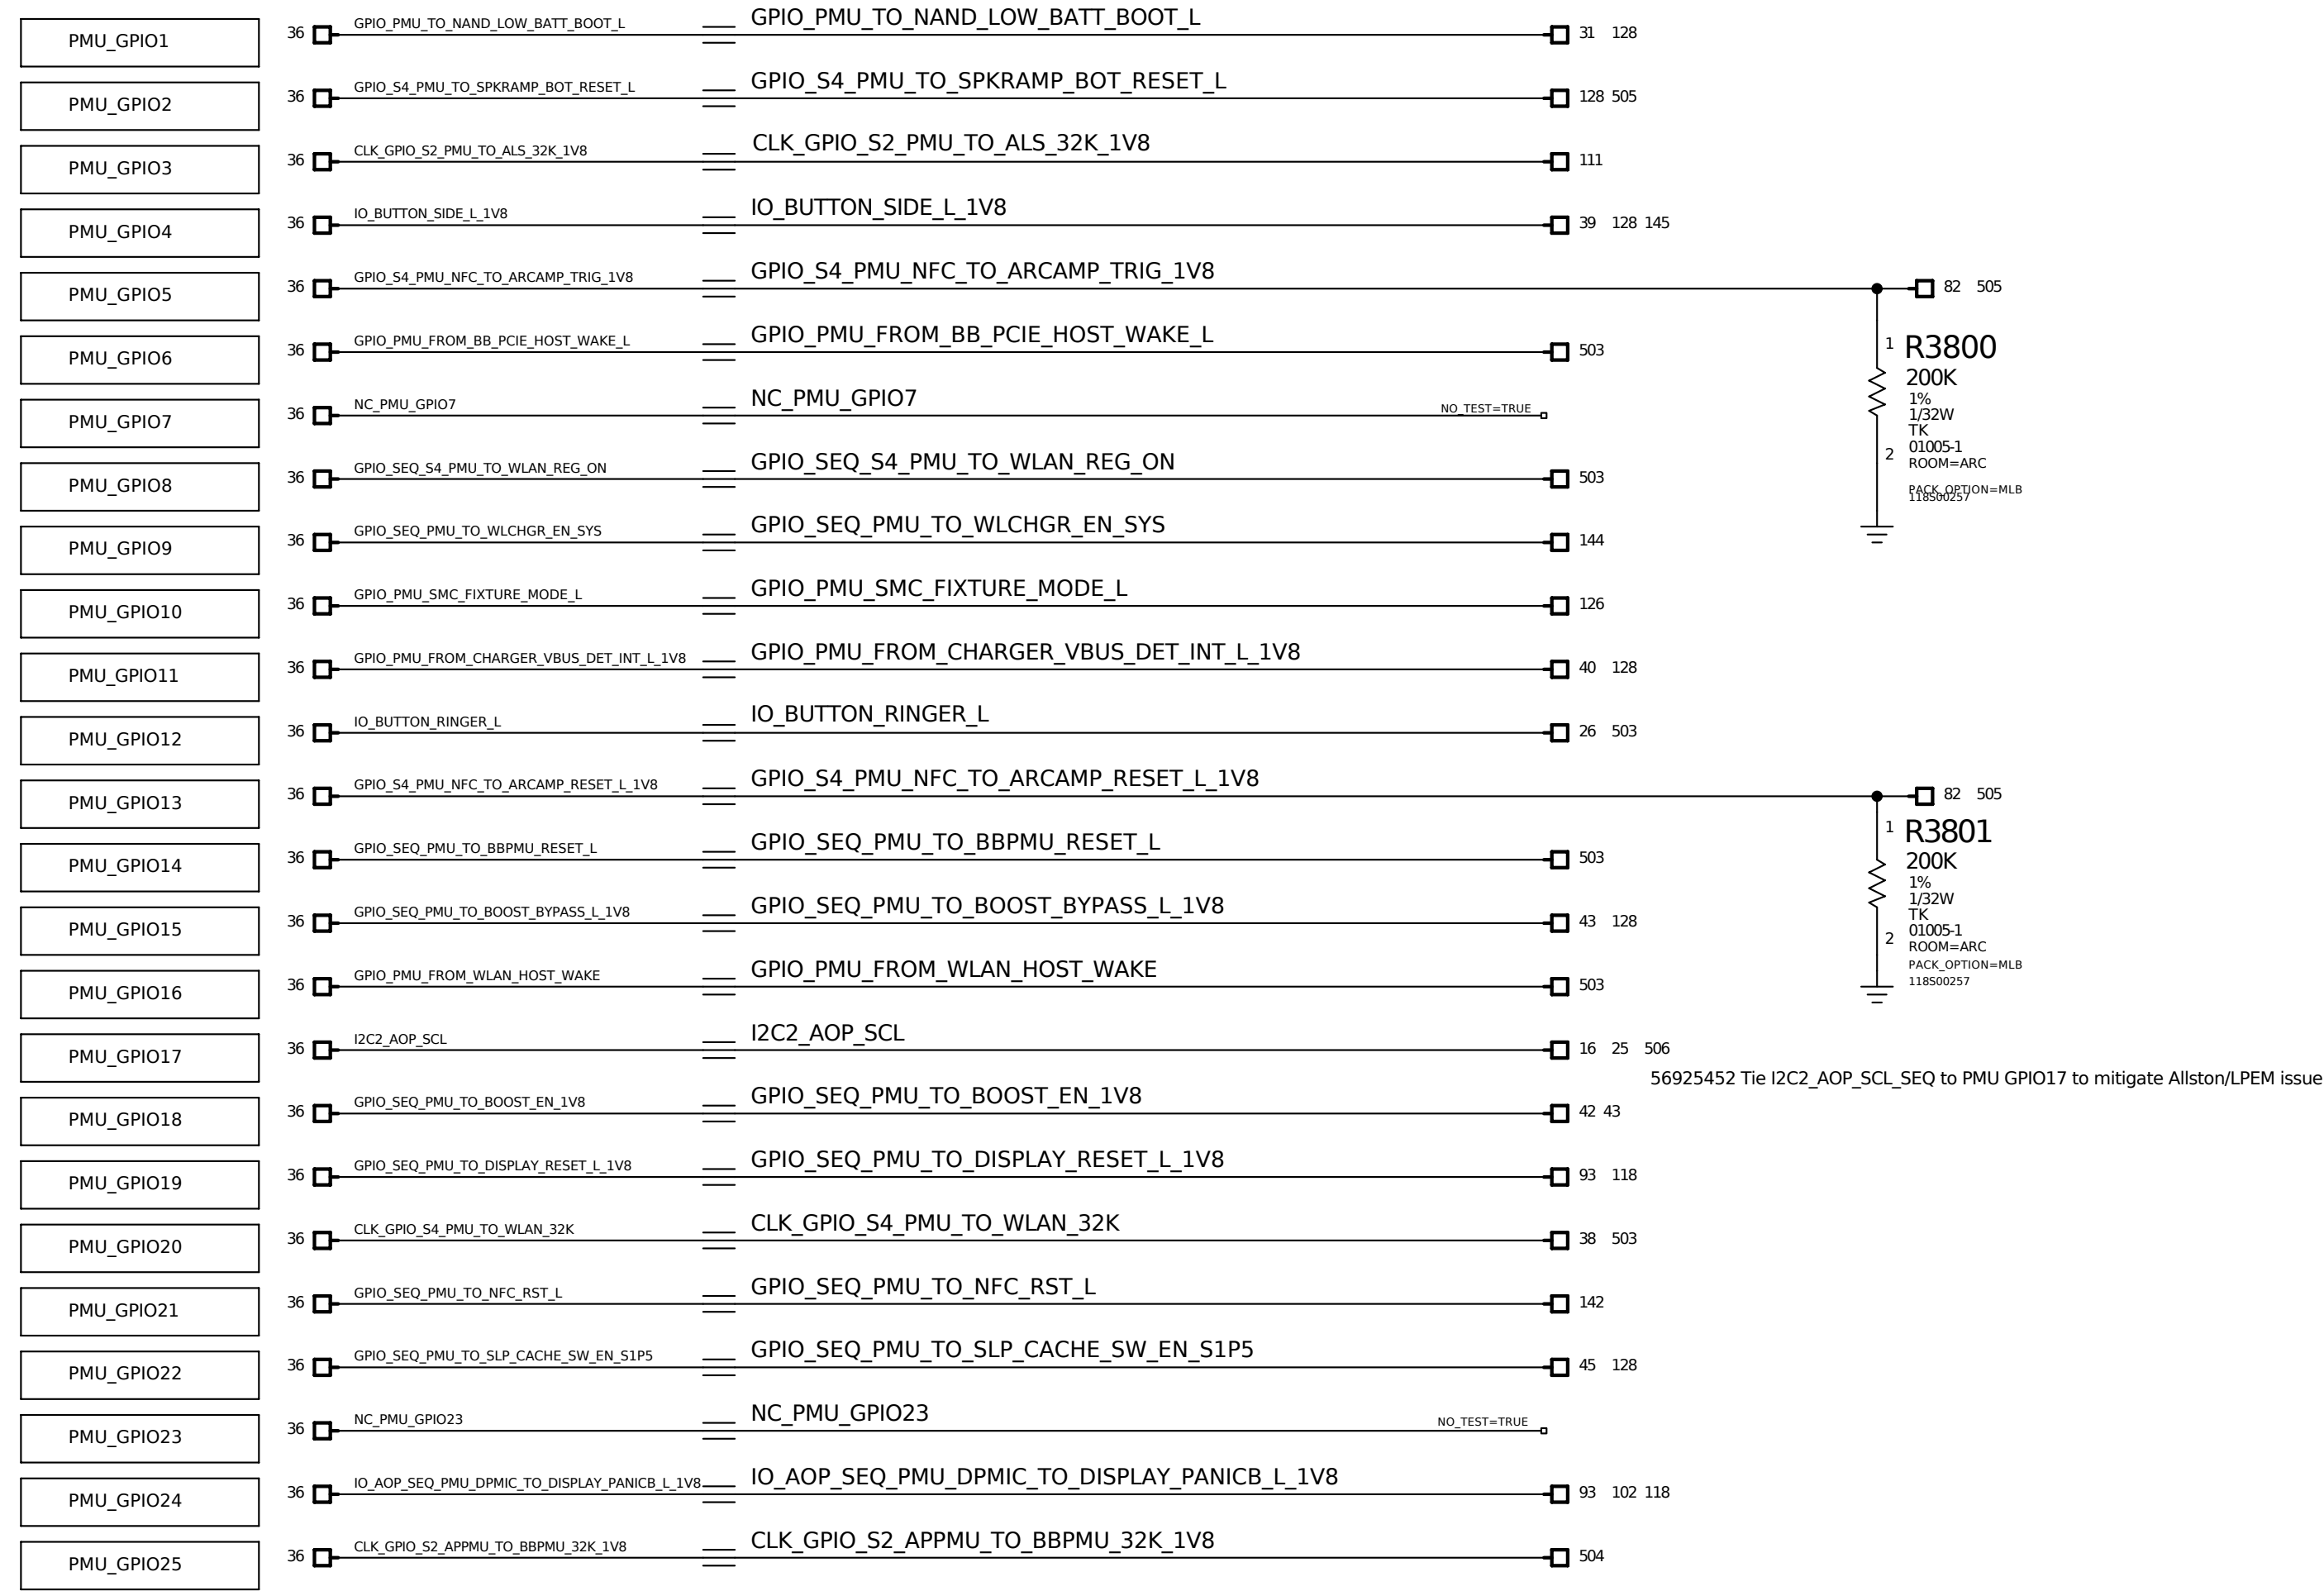 PMU_GPIO1 36 GPIO_PMU_TO_NAND_LOW_BATT_BOOT_L GPIO_PMU_TO_NAND_LOW_BATT_BOOT_L 31 128
PMU_GPIO2 36 GPIO_S4_PMU_TO_SPKRAMP_BOT_RESET_L GPIO_S4_PMU_TO_SPKRAMP_BOT_RESET_L 128 505
PMU_GPIO3 36 CLK_GPIO_S2_PMU_TO_ALS_32K_1V8 CLK_GPIO_S2_PMU_TO_ALS_32K_1V8 111
PMU_GPIO4 36 IO_BUTTON_SIDE_L_1V8 IO_BUTTON_SIDE_L_1V8 39 128 145
PMU_GPIO5 36 GPIO_S4_PMU_NFC_TO_ARCAMP_TRIG_1V8 GPIO_S4_PMU_NFC_TO_ARCAMP_TRIG_1V8 82 505
PMU_GPIO6 36 GPIO_PMU_FROM_BB_PCIE_HOST_WAKE_L GPIO_PMU_FROM_BB_PCIE_HOST_WAKE_L 503
1 R3800
200K
1%
1/32W
TK
01005-1
2
ROOM=ARC
PACK_OPTION=MLB
118S00257
PMU_GPIO7 36 NC_PMU_GPIO7 NC_PMU_GPIO7 NO_TEST=TRUE
PMU_GPIO8 36 GPIO_SEQ_S4_PMU_TO_WLAN_REG_ON GPIO_SEQ_S4_PMU_TO_WLAN_REG_ON 503
PMU_GPIO9 36 GPIO_SEQ_PMU_TO_WLCHGR_EN_SYS GPIO_SEQ_PMU_TO_WLCHGR_EN_SYS 144
PMU_GPIO10 36 GPIO_PMU_SMC_FIXTURE_MODE_L GPIO_PMU_SMC_FIXTURE_MODE_L 126
PMU_GPIO11 36 GPIO_PMU_FROM_CHARGER_VBUS_DET_INT_L_1V8 GPIO_PMU_FROM_CHARGER_VBUS_DET_INT_L_1V8 40 128
PMU_GPIO12 36 IO_BUTTON_RINGER_L IO_BUTTON_RINGER_L 26 503
PMU_GPIO13 36 GPIO_S4_PMU_NFC_TO_ARCAMP_RESET_L_1V8 GPIO_S4_PMU_NFC_TO_ARCAMP_RESET_L_1V8 82 505
PMU_GPIO14 36 GPIO_SEQ_PMU_TO_BBPMU_RESET_L GPIO_SEQ_PMU_TO_BBPMU_RESET_L 503
1 R3801
200K
1%
1/32W
TK
01005-1
2
ROOM=ARC
PACK_OPTION=MLB
118S00257
PMU_GPIO15 36 GPIO_SEQ_PMU_TO_BOOST_BYPASS_L_1V8 GPIO_SEQ_PMU_TO_BOOST_BYPASS_L_1V8 43 128
PMU_GPIO16 36 GPIO_PMU_FROM_WLAN_HOST_WAKE GPIO_PMU_FROM_WLAN_HOST_WAKE 503
PMU_GPIO17 36 I2C2_AOP_SCL I2C2_AOP_SCL 16 25 506
56925452 Tie I2C2_AOP_SCL_SEQ to PMU GPIO17 to mitigate Allston/LPEM issue
PMU_GPIO18 36 GPIO_SEQ_PMU_TO_BOOST_EN_1V8 GPIO_SEQ_PMU_TO_BOOST_EN_1V8 42 43
PMU_GPIO19 36 GPIO_SEQ_PMU_TO_DISPLAY_RESET_L_1V8 GPIO_SEQ_PMU_TO_DISPLAY_RESET_L_1V8 93 118
PMU_GPIO20 36 CLK_GPIO_S4_PMU_TO_WLAN_32K CLK_GPIO_S4_PMU_TO_WLAN_32K 38 503
PMU_GPIO21 36 GPIO_SEQ_PMU_TO_NFC_RST_L GPIO_SEQ_PMU_TO_NFC_RST_L 142
PMU_GPIO22 36 GPIO_SEQ_PMU_TO_SLP_CACHE_SW_EN_S1P5 GPIO_SEQ_PMU_TO_SLP_CACHE_SW_EN_S1P5 45 128
PMU_GPIO23 36 NC_PMU_GPIO23 NC_PMU_GPIO23 NO_TEST=TRUE
PMU_GPIO24 36 IO_AOP_SEQ_PMU_DPMIC_TO_DISPLAY_PANICB_L_1V8 IO_AOP_SEQ_PMU_DPMIC_TO_DISPLAY_PANICB_L_1V8 93 102 118
PMU_GPIO25 36 CLK_GPIO_S2_APPMU_TO_BBPMU_32K_1V8 CLK_GPIO_S2_APPMU_TO_BBPMU_32K_1V8 504